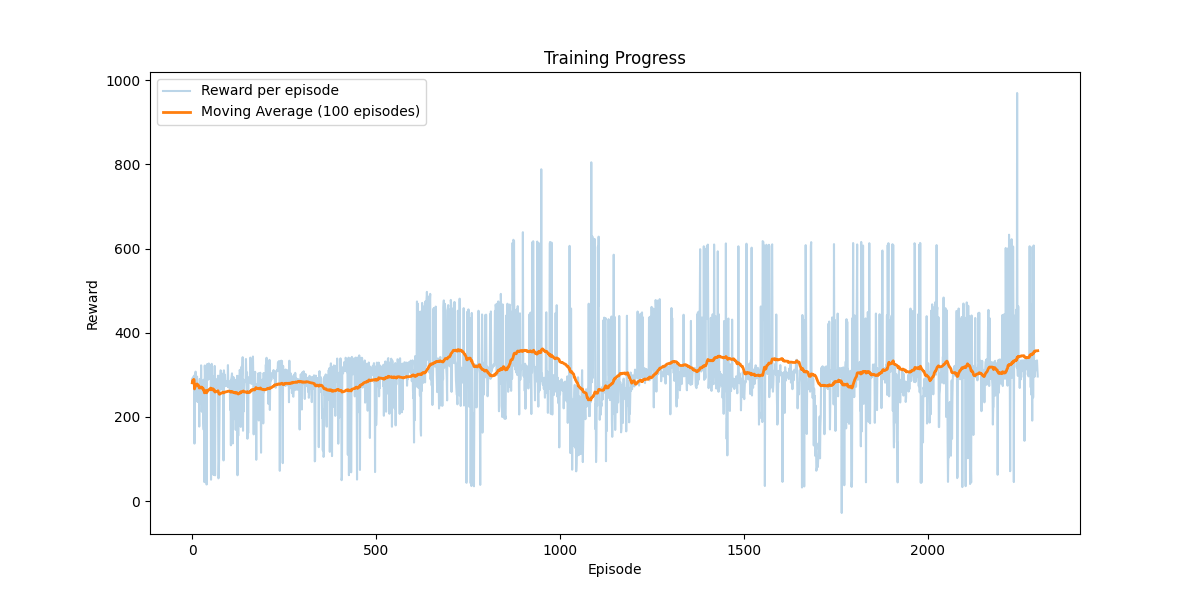 Training Progress
Reward per episode
Moving Average (100 episodes)
1000
800
600
400
200
0
Reward
0
500
1000
1500
2000
Episode